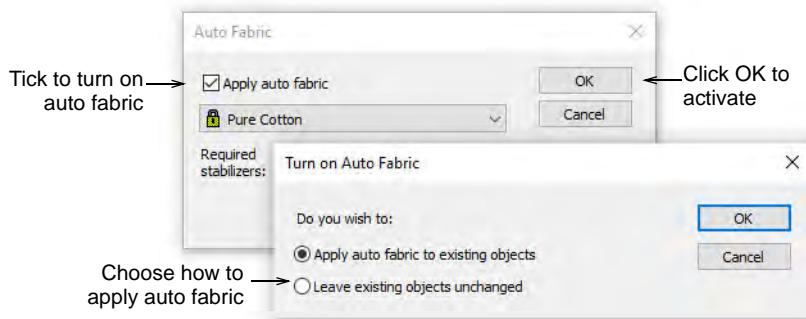 Auto Fabric
Tick to turn on
auto fabric
Apply auto fabric
OK
Click OK to
activate
Pure Cotton
Cancel
Required
stabilizers:
Turn on Auto Fabric
Do you wish to:
OK
Apply auto fabric to existing objects
Cancel
Choose how to
apply auto fabric
Leave existing objects unchanged